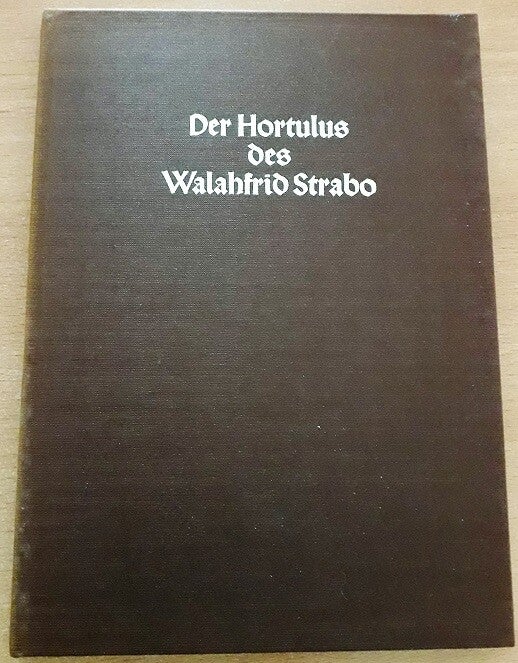 Der Hortulus
des
Walahfrid Strabo